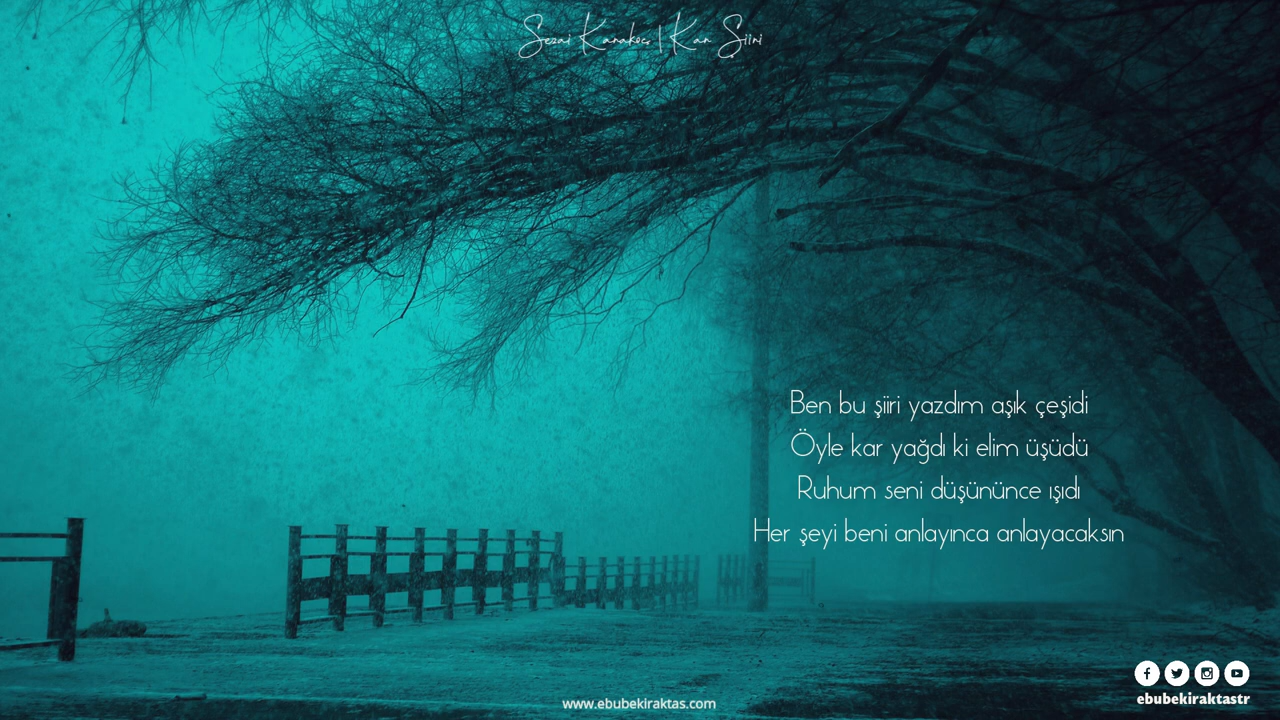 Sezai Karakoç | Kar Şiiri
Ben bu şiiri yazdım aşık çeşidi
Öyle kar yağdı ki elim üşüdü
Ruhum seni düşününce ışıdı
Her şeyi beni anlayınca anlayacaksın
www.ebubekiraktas.com
ebubekiraktastr